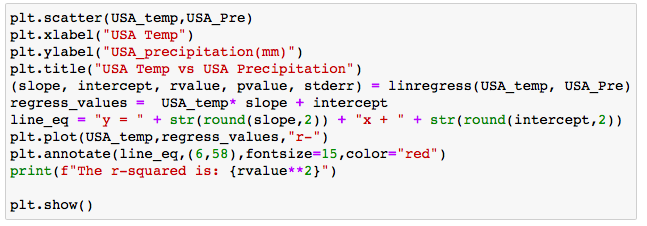 plt.scatter(USA_temp,USA_Pre)
plt.xlabel("USA Temp")
plt.ylabel("USA_precipitation(mm)")
plt.title("USA Temp vs USA Precipitation")
(slope, intercept, rvalue, pvalue, stderr) = linregress(USA_temp, USA_Pre)
regress_values =  USA_temp* slope + intercept
line_eq = "y = " + str(round(slope,2)) + "x + " + str(round(intercept,2))
plt.plot(USA_temp,regress_values,"r-")
plt.annotate(line_eq,(6,58),fontsize=15,color="red")
print(f"The r-squared is: {rvalue**2}")
plt.show()